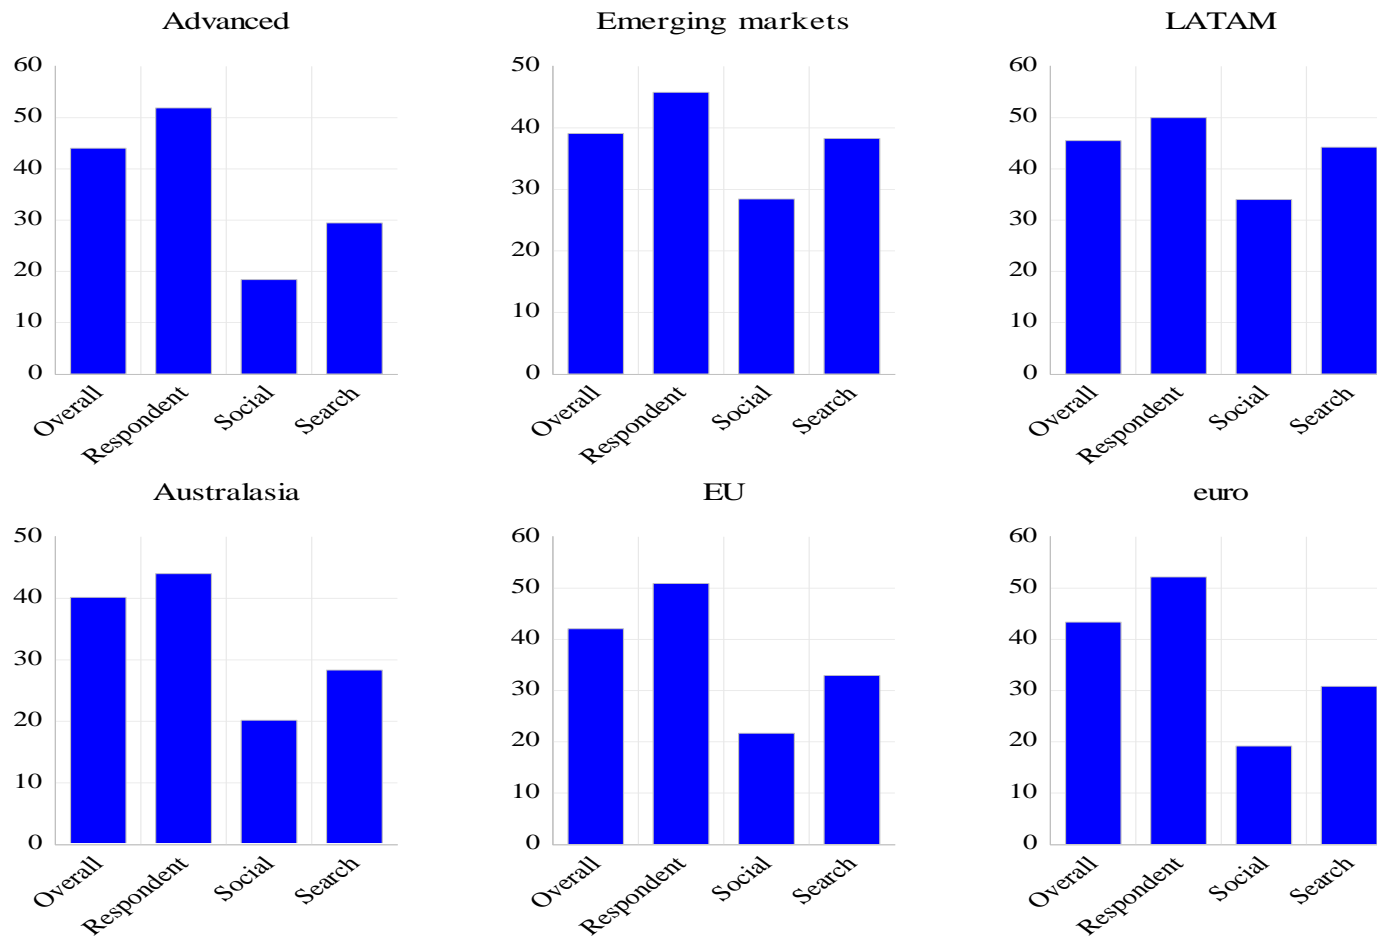 Advanced
Emerging markets
LATAM
60
50
40
30
20
10
0
Overall
Respondent
Social
Search
50
40
30
20
10
0
Overall
Respondent
Social
Search
60
50
40
30
20
10
0
Overall
Respondent
Social
Search
Australasia
EU
euro
50
40
30
20
10
0
Overall
Respondent
Social
Search
60
50
40
30
20
10
0
Overall
Respondent
Social
Search
60
50
40
30
20
10
0
Overall
Respondent
Social
Search